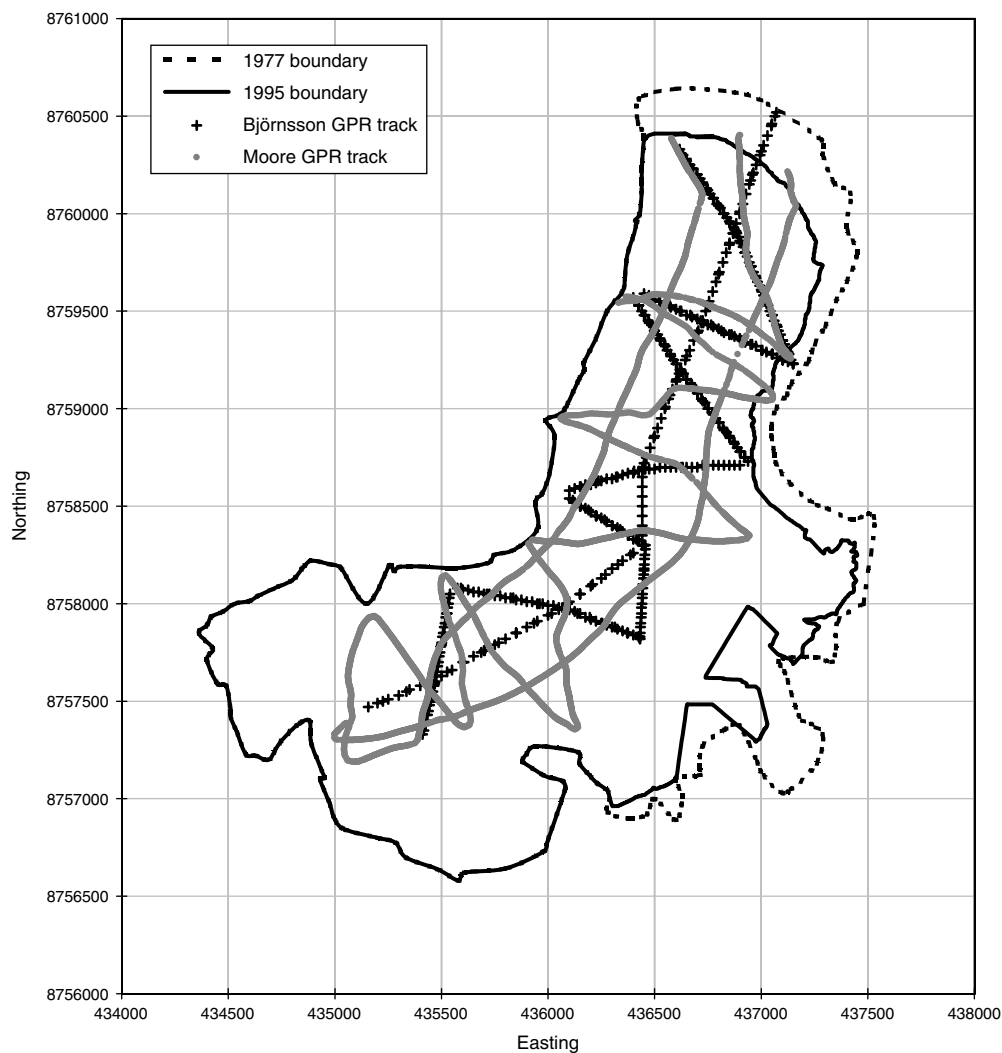 8761000
8760500
8760000
8759500
8759000
8758500
8758000
8757500
8757000
8756500
8756000
Northing
1977 boundary
1995 boundary
Björnsson GPR track
Moore GPR track
434000 434500 435000 435500 436000 436500 437000 437500 438000
Easting